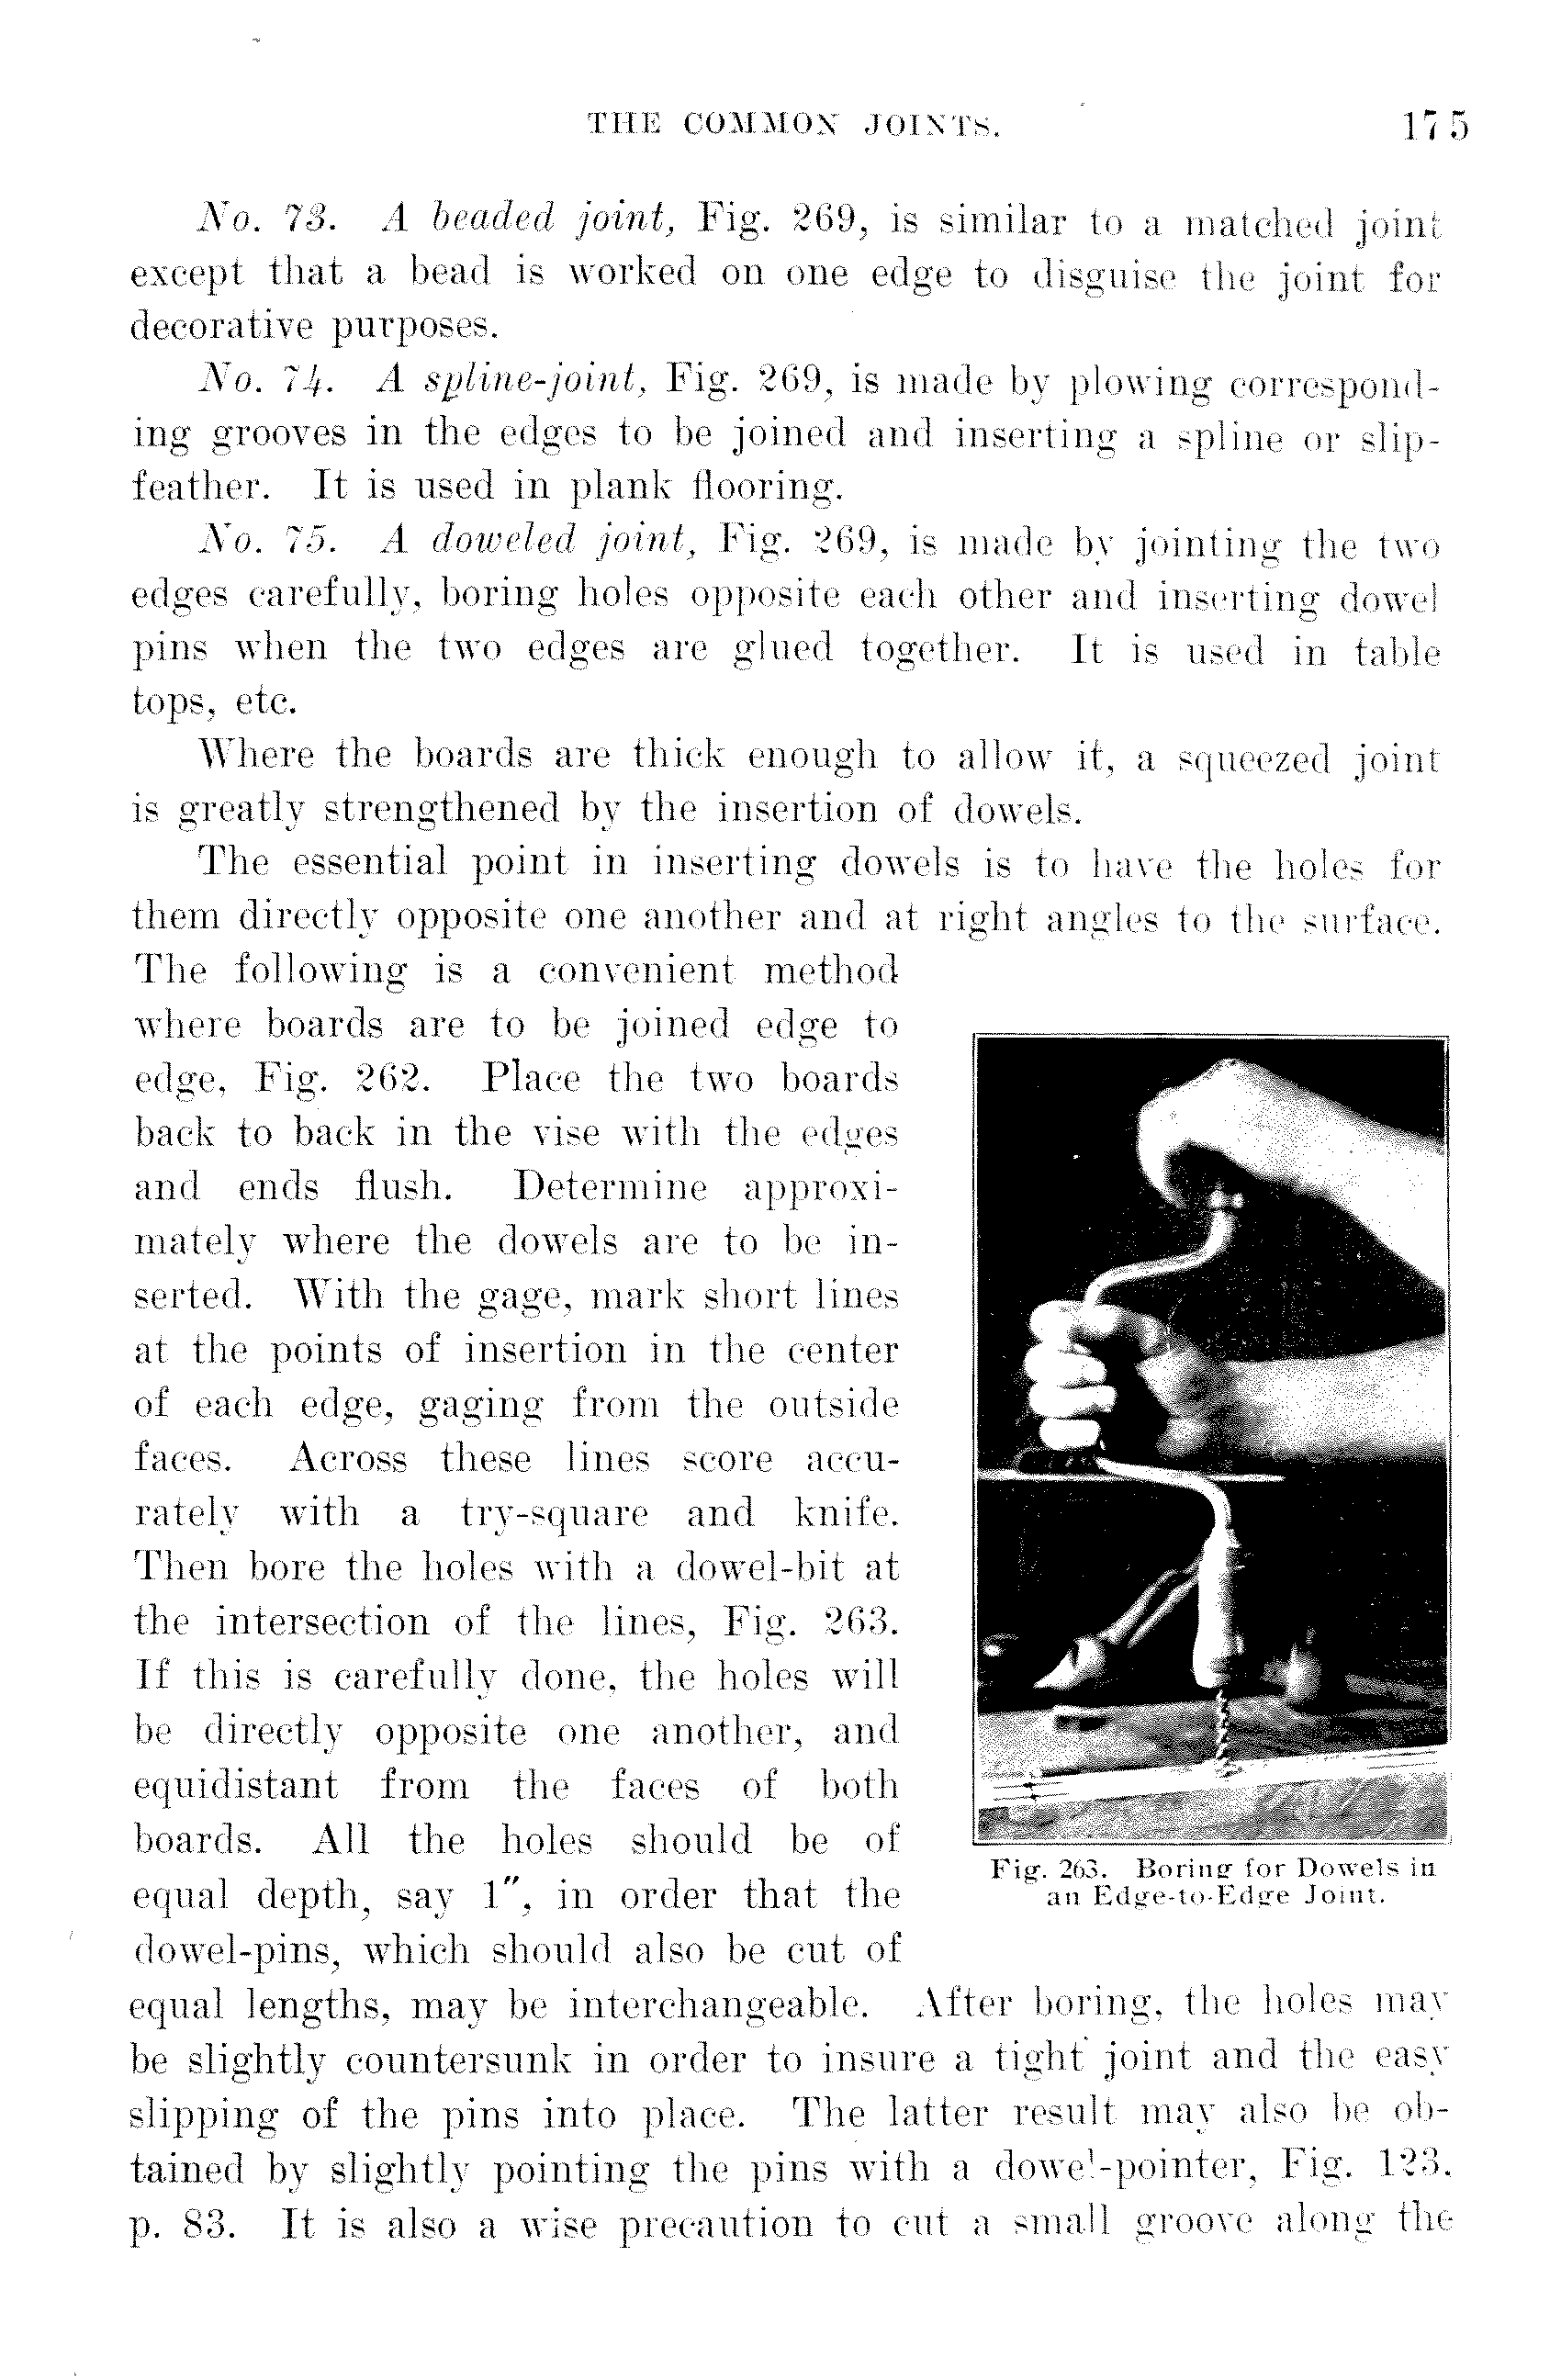 THE COMMON JOINTS. 175
No. 73. A beaded joint, Fig. 269, is similar to a matched joint
except that a bead is worked on one edge to disguise the joint for
decorative purposes.
No. 74. A spline-joint, Fig. 269, is made by plowing correspond-
ing grooves in the edges to be joined and inserting a spline or slip-
feather. It is used in plank flooring.
No. 75. A doweled joint, Fig. 269, is made by jointing the two
edges carefully, boring holes opposite each other and inserting dowel
pins when the two edges are glued together. It is used in table
tops, etc.
Where the boards are thick enough to allow it, a squeezed joint
is greatly strengthened by the insertion of dowels.
The essential point in inserting dowels is to have the holes for
them directly opposite one another and at right angles to the surface.
The following is a convenient method
where boards are to be joined edge to
edge, Fig. 262. Place the two boards
back to back in the vise with the edges
and ends flush. Determine approxi-
mately where the dowels are to be in-
serted. With the gage, mark short lines
at the points of insertion in the center
of each edge, gaging from the outside
faces. Across these lines score accu-
rately with a try-square and knife.
Then bore the holes with a dowel-bit at
the intersection of the lines, Fig. 263.
If this is carefully done, the holes will
be directly opposite one another, and
equidistant from the faces of both
boards. All the holes should be of
equal depth, say 1", in order that the
dowel-pins, which should also be cut of
equal lengths, may be interchangeable. After boring, the holes may
be slightly countersunk in order to insure a tight joint and the easy
slipping of the pins into place. The latter result may also be ob-
tained by slightly pointing the pins with a dowel-pointer, Fig. 123,
p. 83. It is also a wise precaution to cut a small groove along the
Fig. 263. Boring for Dowels in
an Edge-to-Edge Joint.